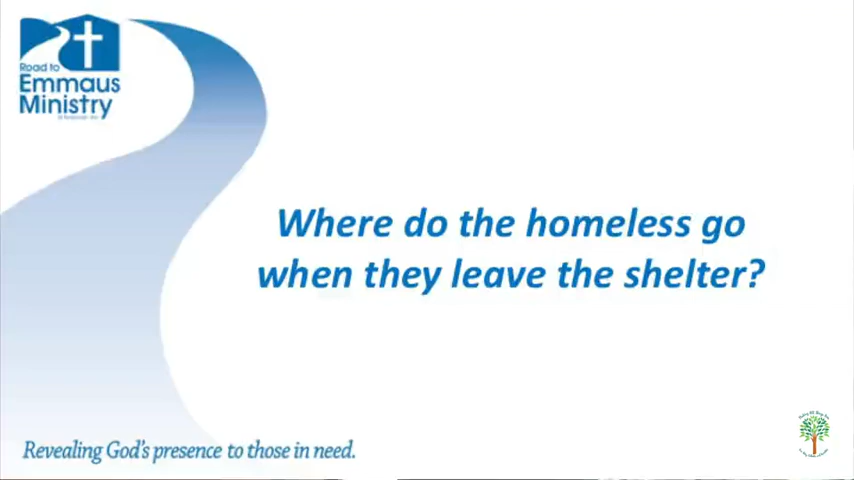 Road to
Emmaus
Ministry
Where do the homeless go
when they leave the shelter?
Revealing God's presence to those in need.